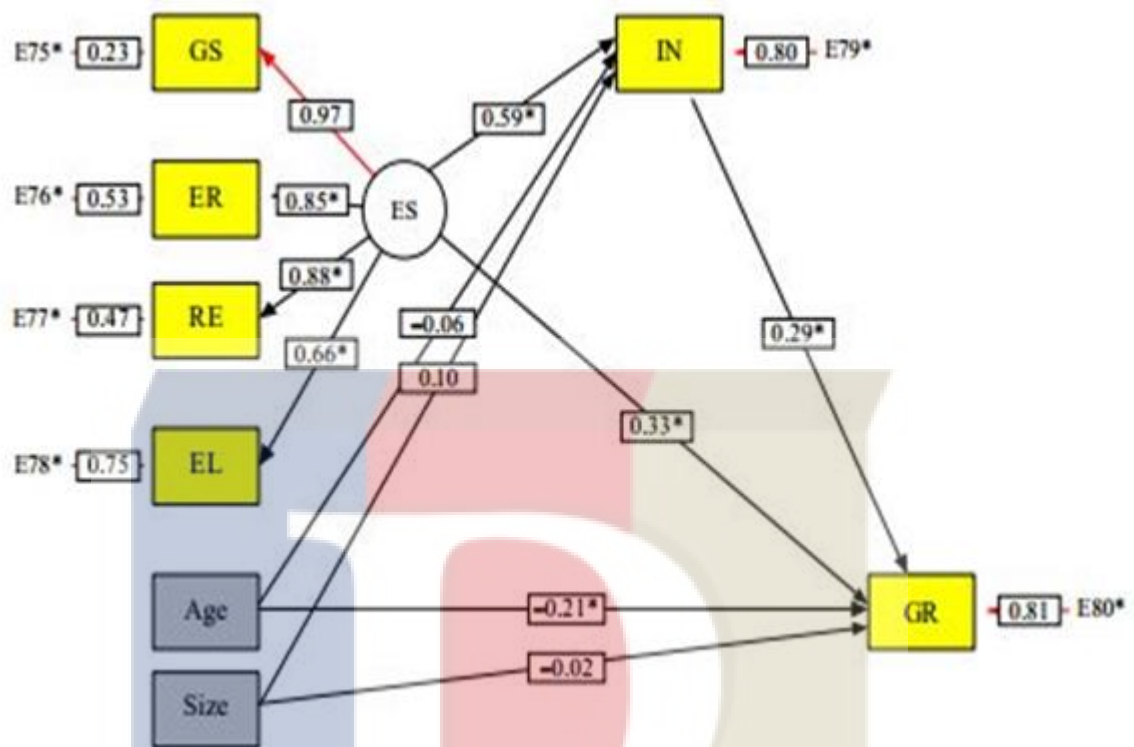 E75* 0.23 GS
IN 0.80 E79*
0.97
0.59*
E76* 0.53 ER
0.85*
ES
0.88*
E77* 0.47 RE
-0.06
0.29*
0.66*
0.10
0.33*
E78* 0.75 EL
Age
-0.21*
GR 0.81 E80*
-0.02
Size